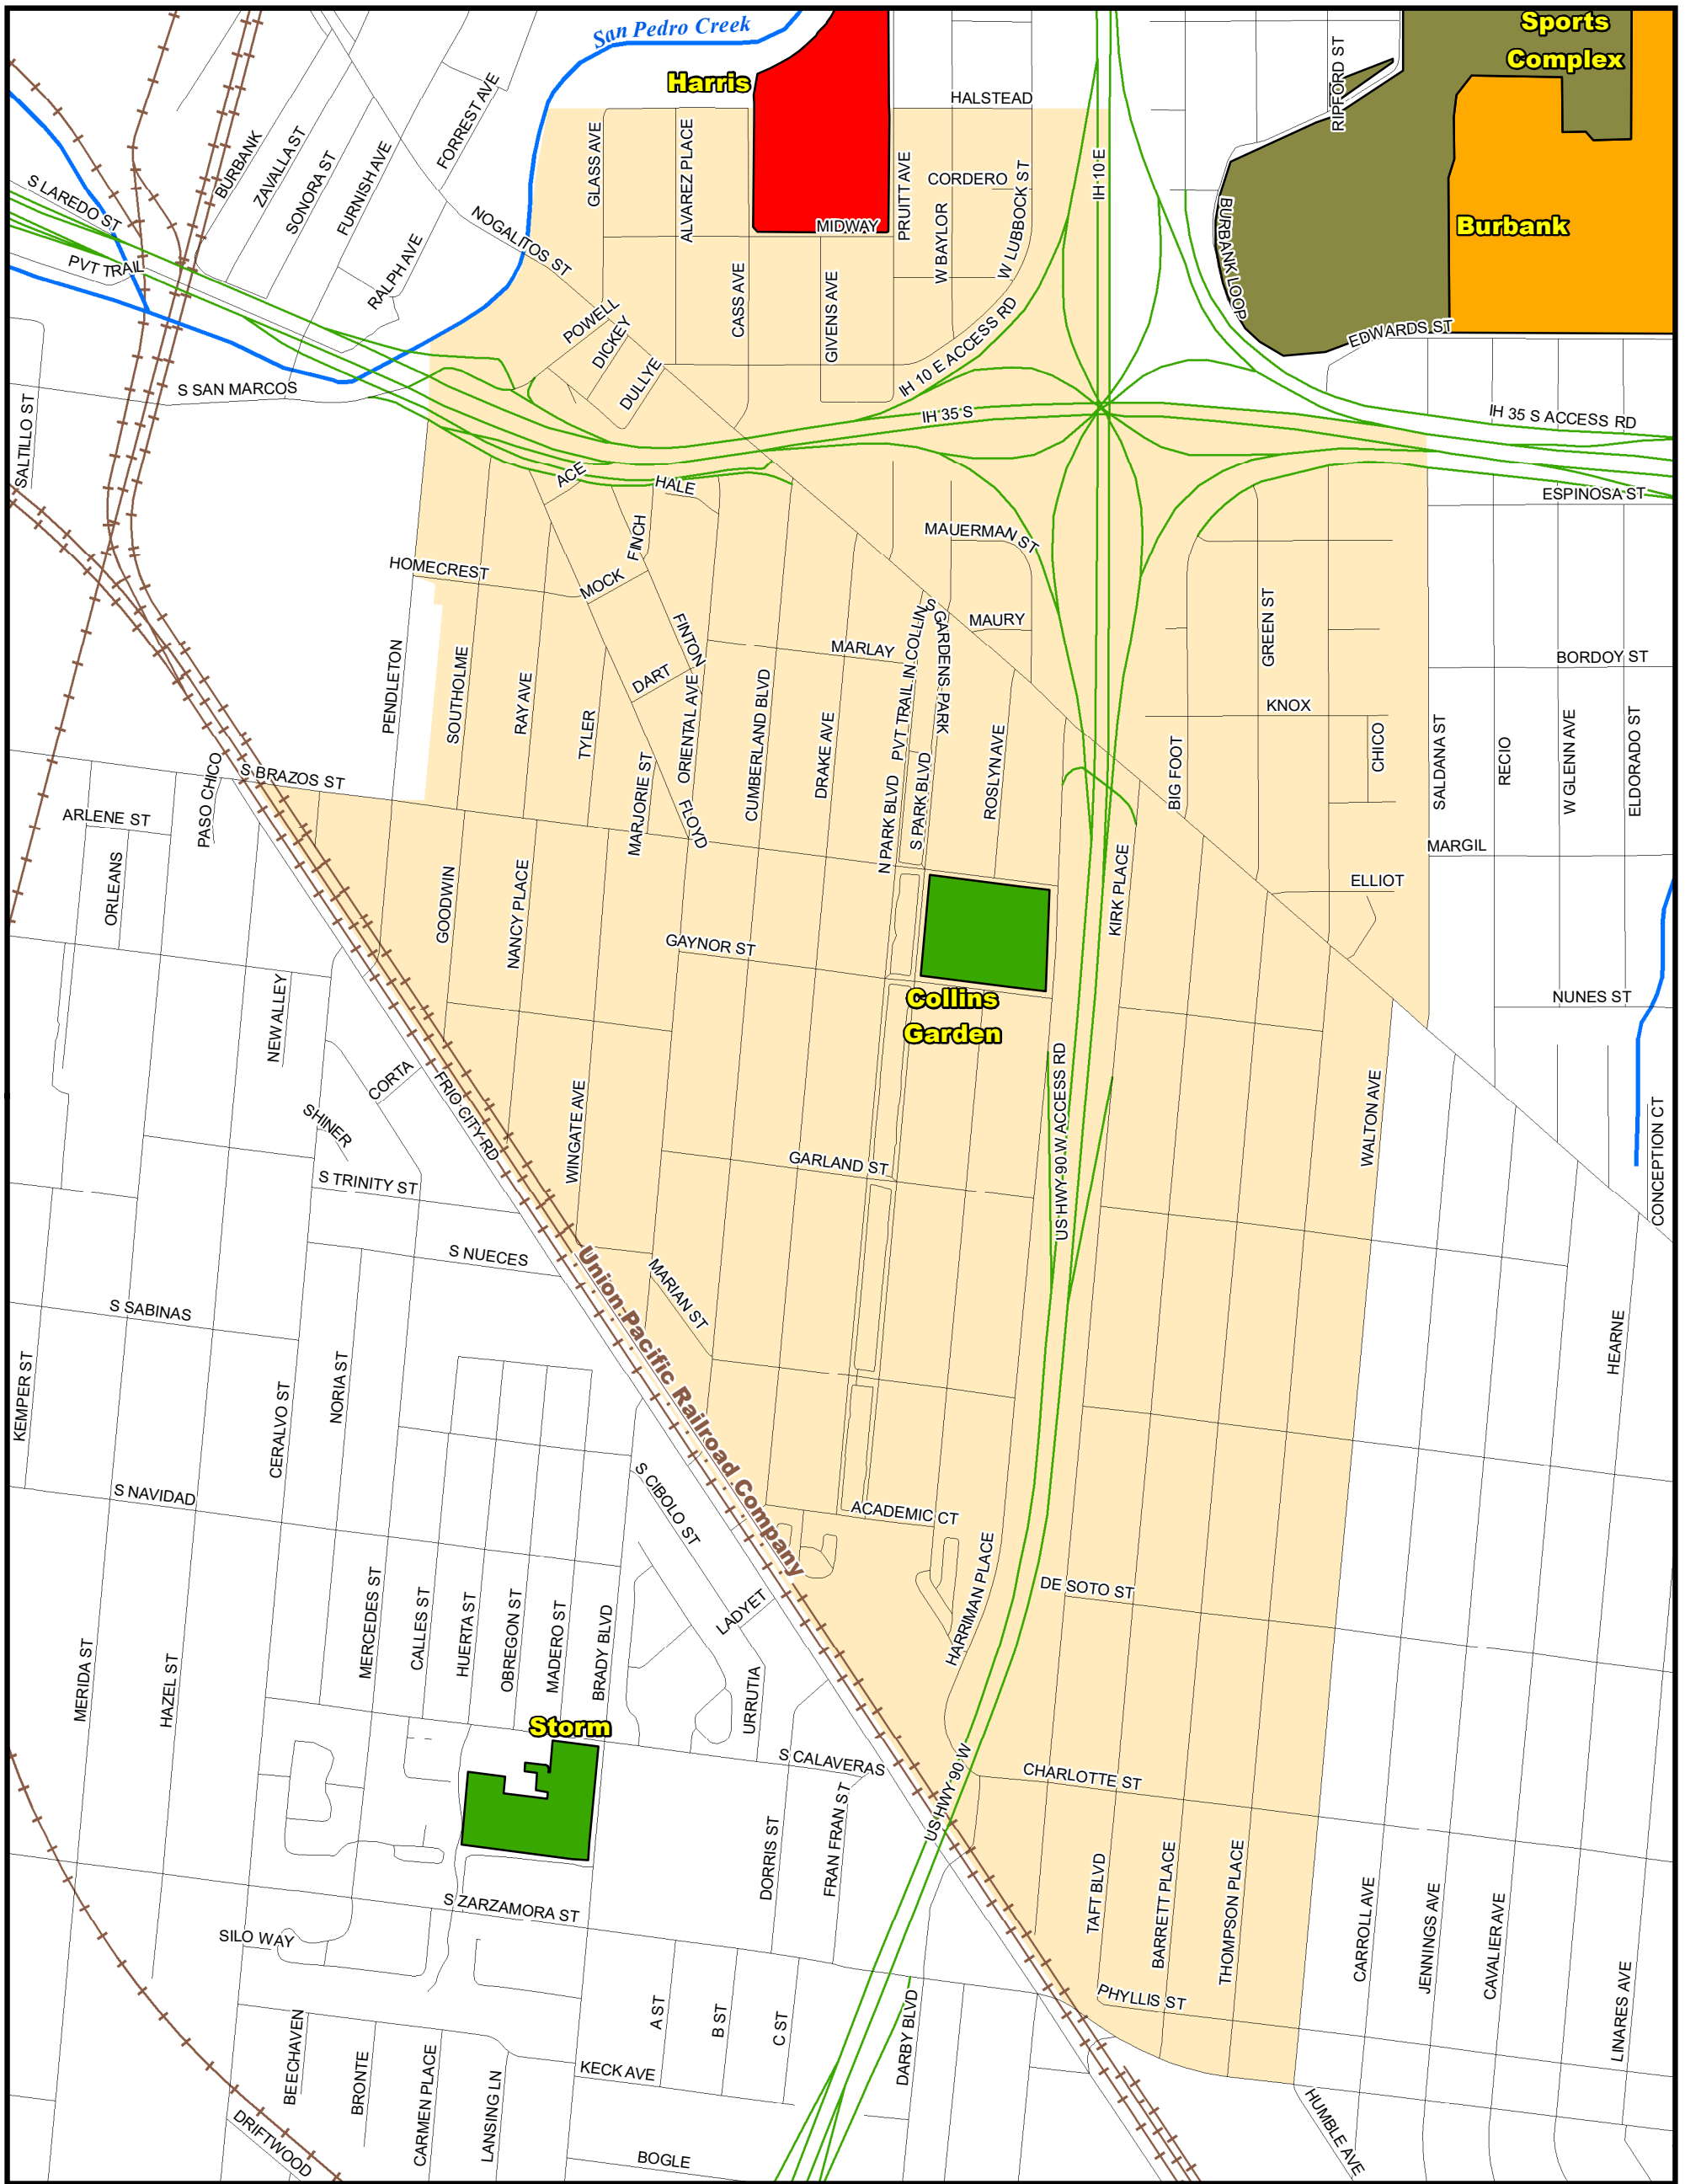 San Pedro Creek
Sports
Complex
Harris
Burbank
HALSTEAD
RIPFORD ST
GLASS AVE
ALVAREZ PLACE
PRUITT AVE
CORDERO
IH 10 E
BURBANK
ZAVALLA ST
SONORA ST
FURNISH AVE
FORREST AVE
S LAREDO ST
NOGALITOS ST
MIDWAY
W BAYLOR
W LUBBOCK ST
BURBANK LOOP
PVT TRAIL
RALPH AVE
CASS AVE
GIVENS AVE
POWELL
DICKEY
DULLYE
IH 10 E ACCESS RD
EDWARDS ST
S SAN MARCOS
SALTILLO ST
IH 35 S
IH 35 S ACCESS RD
ACE
HALE
ESPINOSA ST
FINCH
MAUERMAN ST
HOMECREST
MOCK
FINTON
MARLAY
MAURY
GREEN ST
PENDLETON
SOUTHOLME
RAY AVE
TYLER
DART
ORIENTAL AVE
CUMBERLAND BLVD
DRAKE AVE
PVT TRAIL IN COLLINS
GARDENS PARK
BORDOY ST
KNOX
CHICO
SALDANA ST
RECIO
W GLENN AVE
ELDORADO ST
ROSLYN AVE
BIG FOOT
N PARK BLVD
S PARK BLVD
MARJORIE ST
FLOYD
S BRAZOS ST
PASO CHICO
ARLENE ST
ORLEANS
MARGIL
ELLIOT
KIRK PLACE
GOODWIN
NANCY PLACE
GAYNOR ST
Collins
Garden
NUNES ST
NEW ALLEY
CORTA
SHINER
FRIO CITY RD
WINGATE AVE
US HWY 90 W ACCESS RD
WALTON AVE
CONCEPTION CT
GARLAND ST
S TRINITY ST
S NUECES
MARIAN ST
Union Pacific Railroad Company
S SABINAS
HEARNE
KEMPER ST
NORIA ST
CERALVO ST
S NAVIDAD
S CIBOLO ST
ACADEMIC CT
HARRIMAN PLACE
DE SOTO ST
LADYET
MERCEDES ST
CALLES ST
HUERTA ST
OBREGON ST
MADERO ST
BRADY BLVD
MERIDA ST
HAZEL ST
URRUTIA
Storm
S CALAVERAS
US HWY 90 W
CHARLOTTE ST
DORRIS ST
FRAN FRAN ST
TAFT BLVD
BARRETT PLACE
THOMPSON PLACE
CARROLL AVE
JENNINGS AVE
CAVALIER AVE
LINARES AVE
S ZARZAMORA ST
SILO WAY
PHYLLIS ST
A ST
B ST
C ST
DARBY BLVD
BEECHAVEN
BRONTE
CARMEN PLACE
LANSING LN
KECK AVE
DRIFTWOOD
BOGLE
HUMBLE AVE